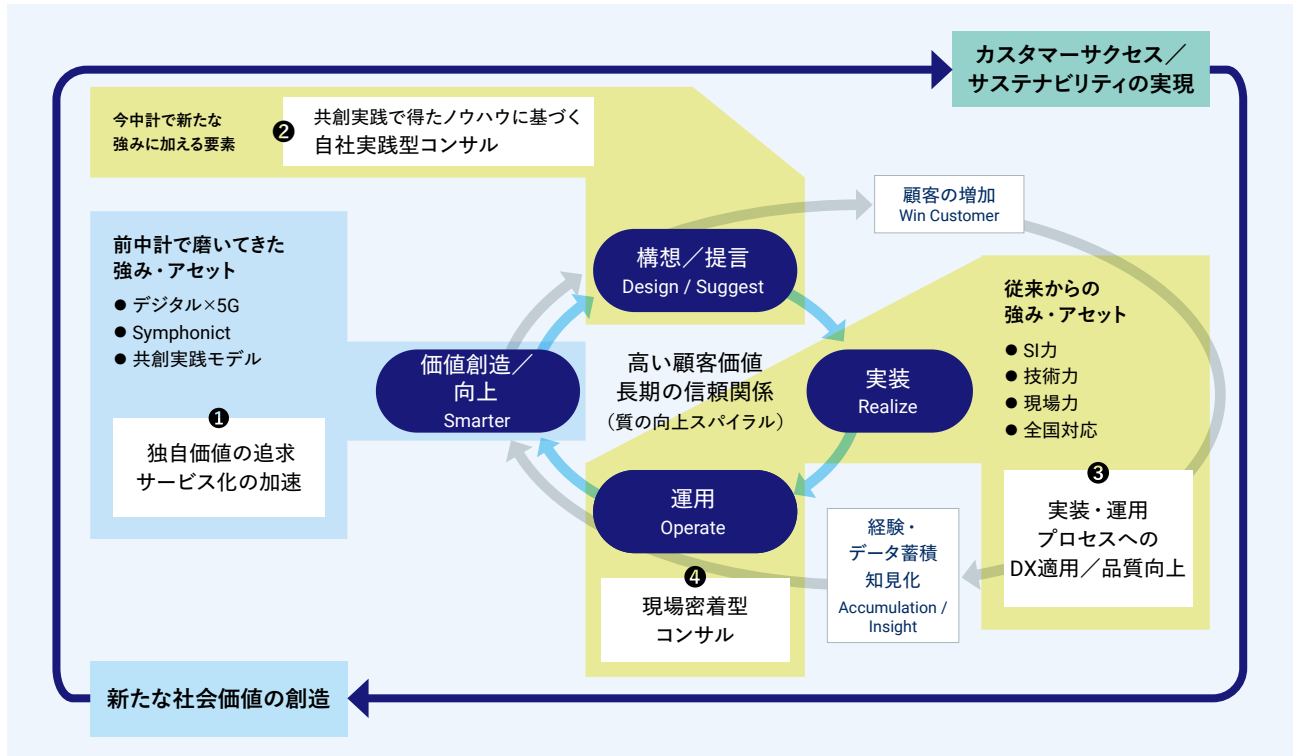 カスタマーサクセス／
サステナビリティの実現
今中計で新たな
強みに加える要素
❷
共創実践で得たノウハウに基づく
自社実践型コンサル
顧客の増加
Win Customer
前中計で磨いてきた
強み・アセット
● デジタル×5G
● Symphonict
● 共創実践モデル
❶
独自価値の追求
サービス化の加速
構想／提言
Design / Suggest
価値創造／
向上
Smarter
高い顧客価値
長期の信頼関係
（質の向上スパイラル）
実装
Realize
従来からの
強み・アセット
● SI力
● 技術力
● 現場力
● 全国対応
❸
実装・運用
プロセスへの
DX適用／品質向上
運用
Operate
❹
現場密着型
コンサル
経験・
データ蓄積
知見化
Accumulation /
Insight
新たな社会価値の創造